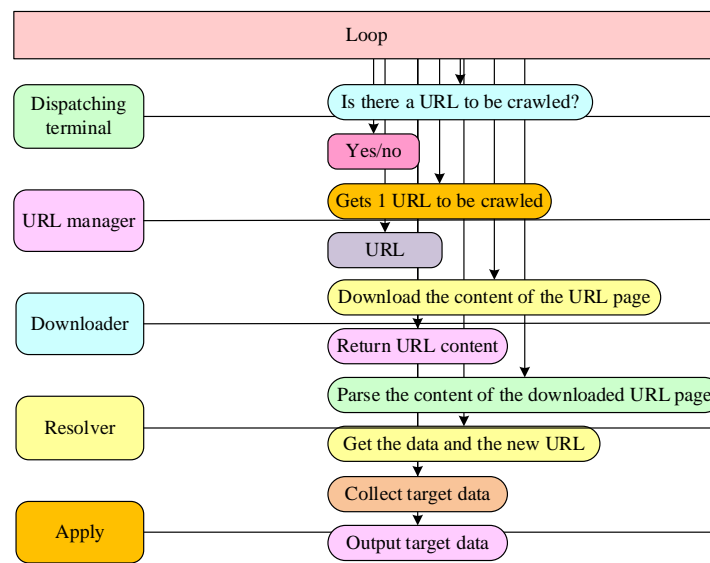 Loop
Dispatching
terminal
Is there a URL to be crawled?
Yes/no
URL manager
Gets 1 URL to be crawled
URL
Downloader
Download the content of the URL page
Return URL content
Resolver
Parse the content of the downloaded URL page
Get the data and the new URL
Collect target data
Apply
Output target data